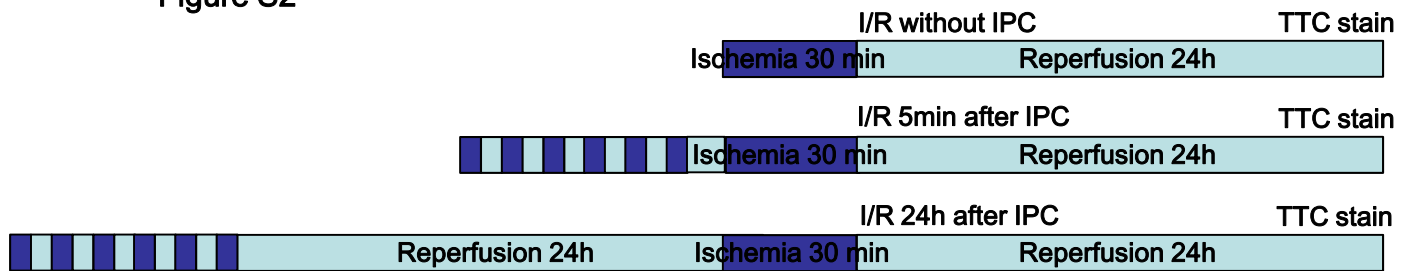 Figure S2
I/R without IPC TTC stain
Ischemia 30 min Reperfusion 24h
I/R 5min after IPC TTC stain
Ischemia 30 min Reperfusion 24h
I/R 24h after IPC TTC stain
Reperfusion 24h Ischemia 30 min Reperfusion 24h